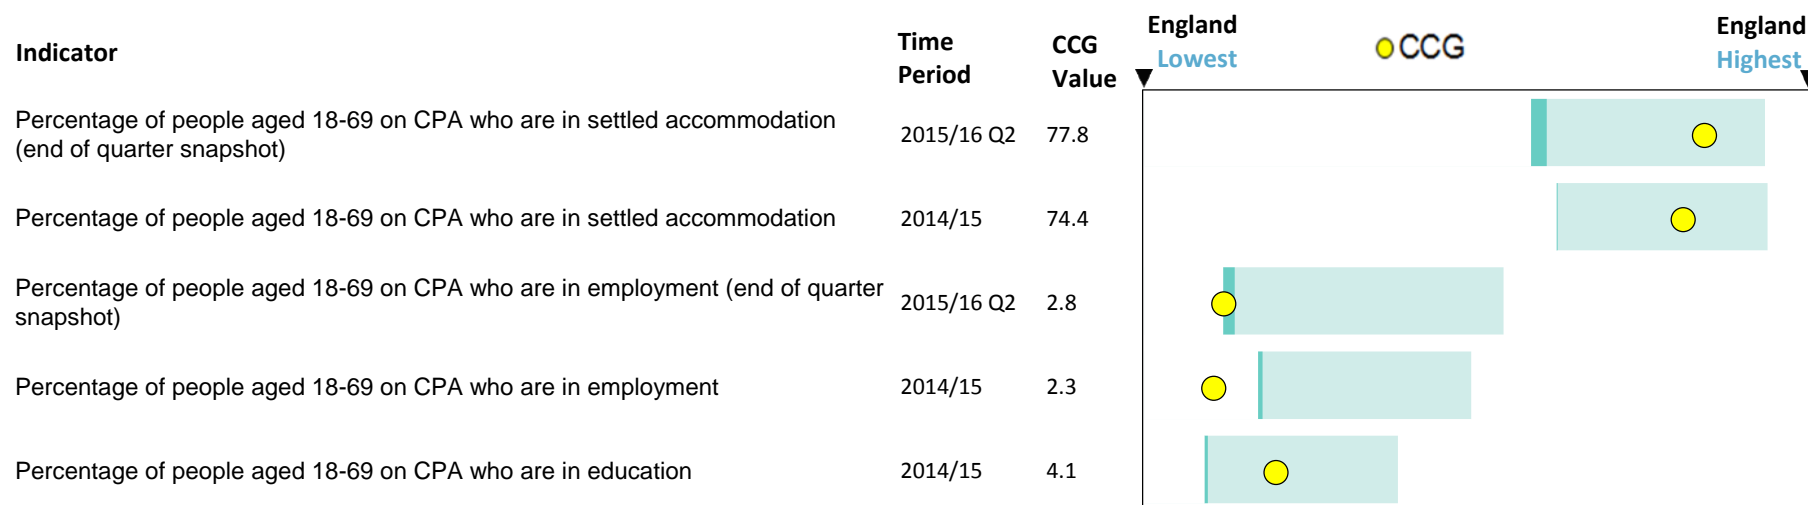 Indicator
Time
Period
CCG
Value
England
Lowest
CCG
England
Highest
Percentage of people aged 18-69 on CPA who are in settled accommodation
(end of quarter snapshot)
2015/16 Q2
77.8
Percentage of people aged 18-69 on CPA who are in settled accommodation
2014/15
74.4
Percentage of people aged 18-69 on CPA who are in employment (end of quarter
snapshot)
2015/16 Q2
2.8
Percentage of people aged 18-69 on CPA who are in employment
2014/15
2.3
Percentage of people aged 18-69 on CPA who are in education
2014/15
4.1